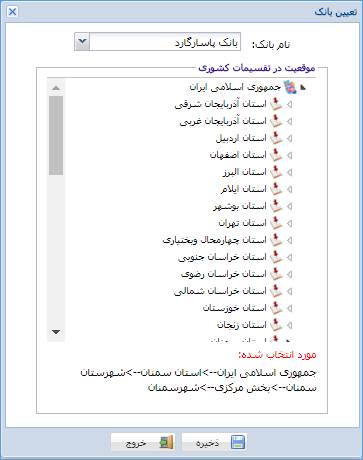 تعیین بانک
نام بانک: بانک پاسارگارد
موقعیت در تقسیمات کشوری
جمهوری اسلامی ایران
استان آذربایجان شرقی
استان آذربایجان غربی
استان اردبیل
استان اصفهان
استان البرز
استان ایلام
استان بوشهر
استان تهران
استان چهارمحال وبختیاری
استان خراسان جنوبی
استان خراسان رضوی
استان خراسان شمالی
استان خوزستان
استان زنجان
استان سمنان
مورد انتخاب شده:
جمهوری اسلامی ایران-->استان سمنان-->شهرستان
سمنان-->بخش مرکزی-->شهرسمنان
ذخیره خروج